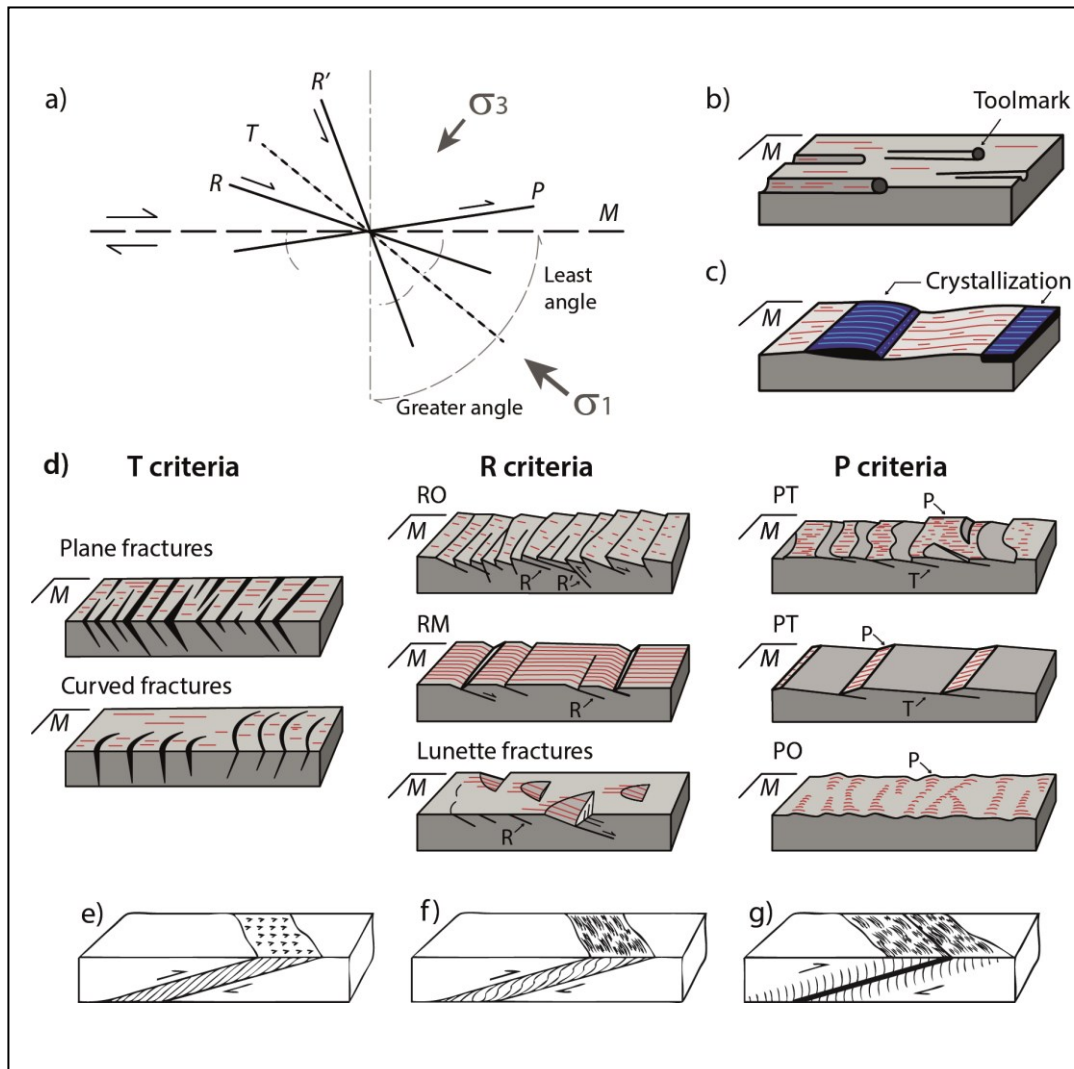 a)
R'
T
R
σ3
P
M
Least
angle
Greater angle
σ1
b)
Toolmark
M
c)
Crystallization
M
d)
T criteria
R criteria
P criteria
Plane fractures
M
Curved fractures
M
RO
M
R
R'
RM
M
R
Lunette fractures
M
R
PT
P
M
T
PT
P
M
T
PO
P
M
e)
f)
g)